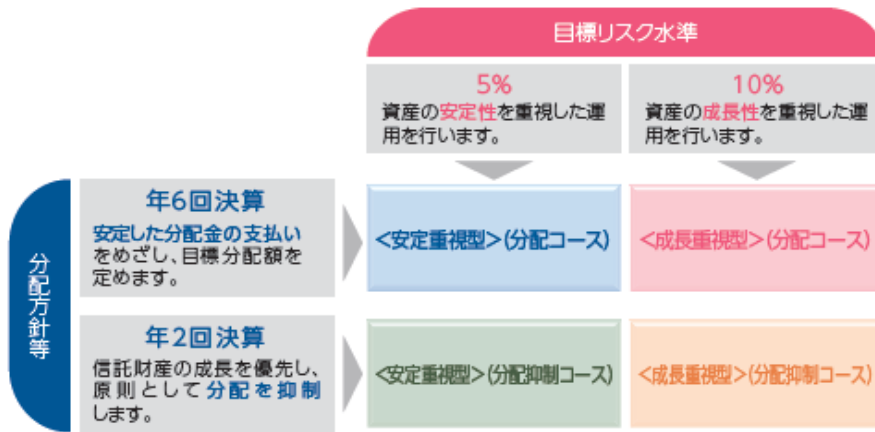 目標リスク水準
5%
資産の安定性を重視した運
用を行います。
10%
資産の成長性を重視した運
用を行います。
分配方針等
年6回決算
安定した分配金の支払い
をめざし、目標分配額を
定めます。
<安定重視型>(分配コース)
<成長重視型>(分配コース)
年2回決算
信託財産の成長を優先し、
原則として分配を抑制
します。
<安定重視型>(分配抑制コース)
<成長重視型>(分配抑制コース)